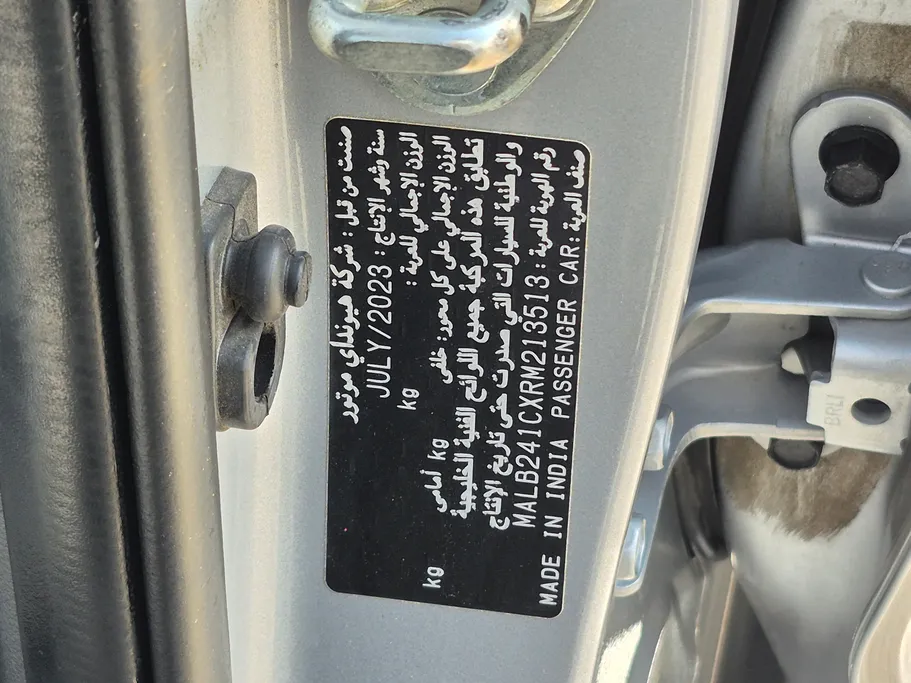 صنعت من قبل : شركة هيونداي موتور
سنة وشهر الإنتاج : JULY/2023
الوزن الإجمالي للعربة : kg
الوزن الإجمالي على كل محور: خلفي kg أمامي kg
تطابق هذه المركبة جميع اللوائح الفنية الخليجية
والوطنية للسيارات التي صدرت حتى تاريخ الإنتاج
رقم الهوية للعربة : MALB241CXRM213513
صنف العربة : MADE IN INDIA PASSENGER CAR
BRLI